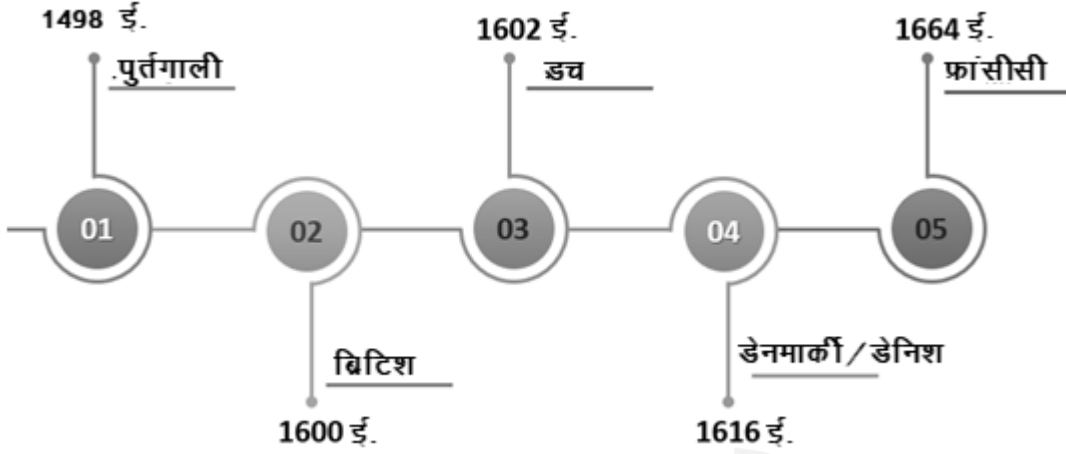 1498 ई.
.पुर्तगाली
1602 ई.
डच
1664 ई.
फ्रांसीसी
01
02
03
04
05
ब्रिटिश
1600 ई.
डेनमार्की/डेनिश
1616 ई.